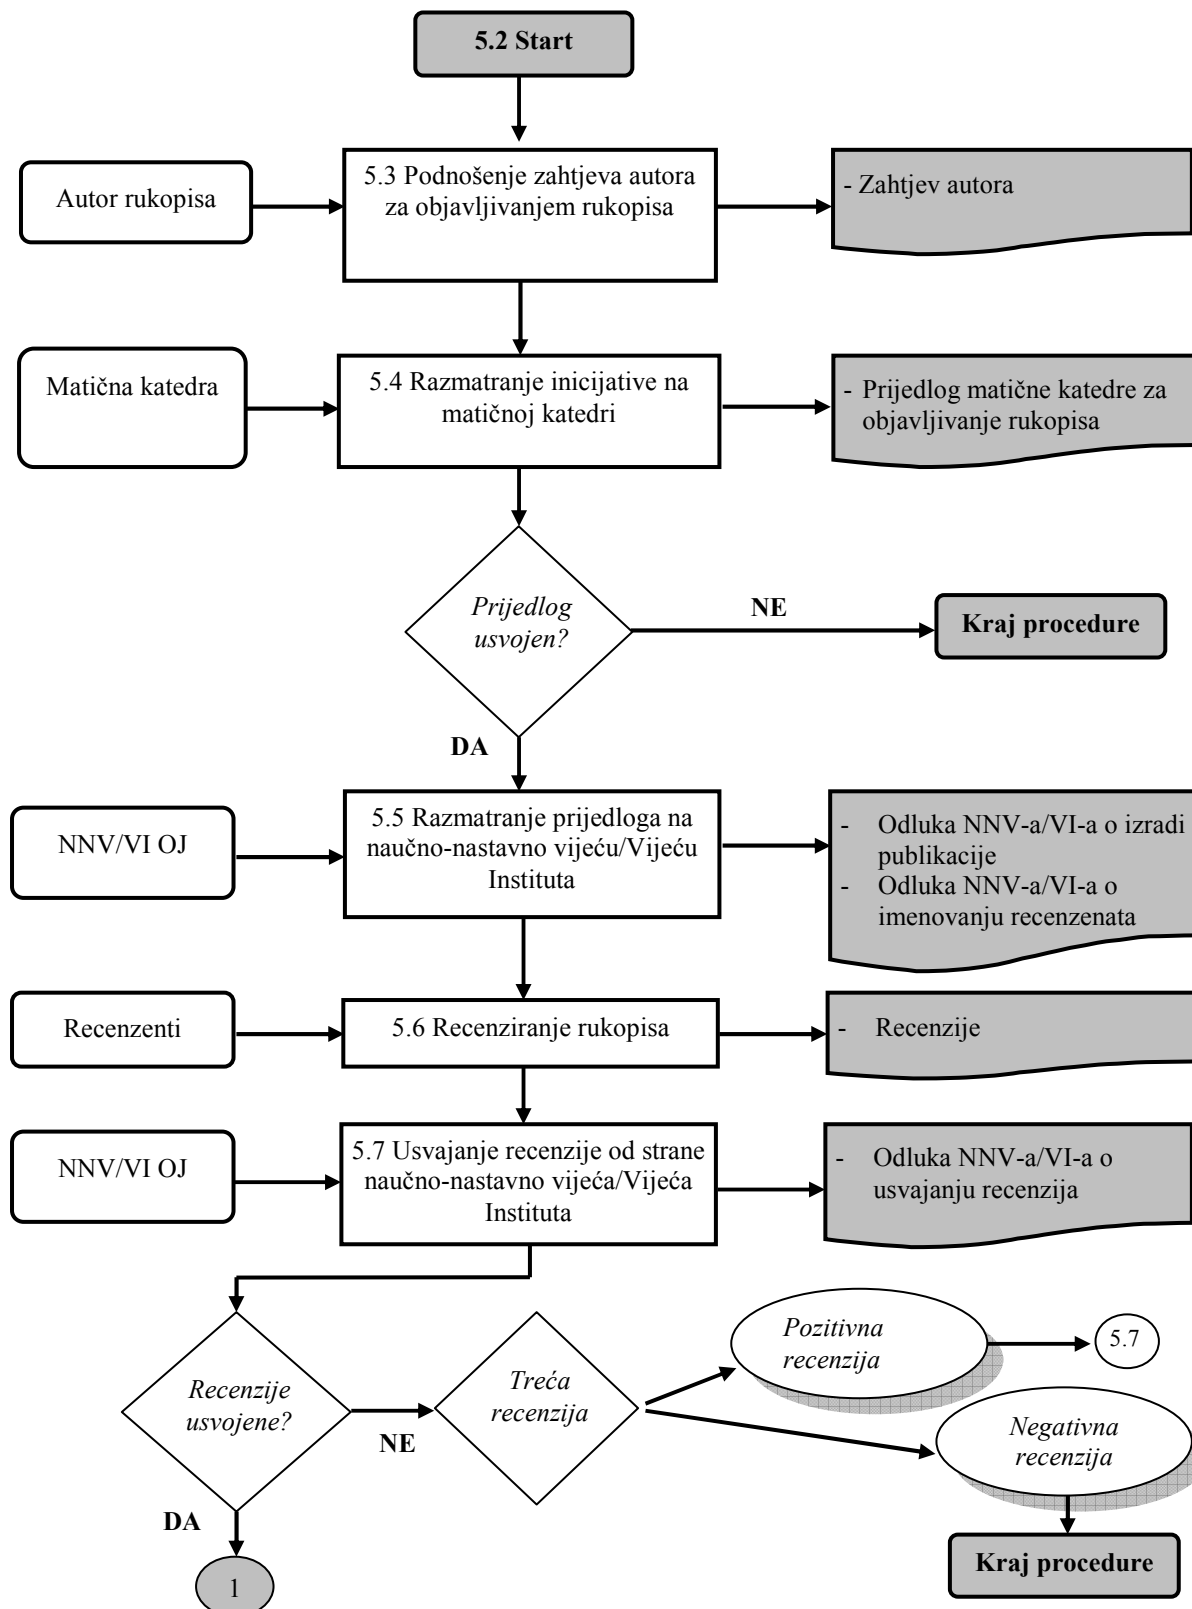 5.2 Start
Autor rukopisa
5.3 Podnošenje zahtjeva autora
za objavljivanjem rukopisa
- Zahtjev autora
Matična katedra
5.4 Razmatranje inicijative na
matičnoj katedri
- Prijedlog matične katedre za
objavljivanje rukopisa
Prijedlog
usvojen?
NE
Kraj procedure
DA
NNV/VI OJ
5.5 Razmatranje prijedloga na
naučno-nastavno vijeću/Vijeću
Instituta
- Odluka NNV-a/VI-a o izradi
publikacije
- Odluka NNV-a/VI-a o
imenovanju recenzenata
Recenzenti
5.6 Recenziranje rukopisa
- Recenzije
NNV/VI OJ
5.7 Usvajanje recenzije od strane
naučno-nastavno vijeća/Vijeća
Instituta
- Odluka NNV-a/VI-a o
usvajanju recenzija
Recenzije
usvojene?
NE
Treća
recenzija
Pozitivna
recenzija
5.7
Negativna
recenzija
Kraj procedure
DA
1